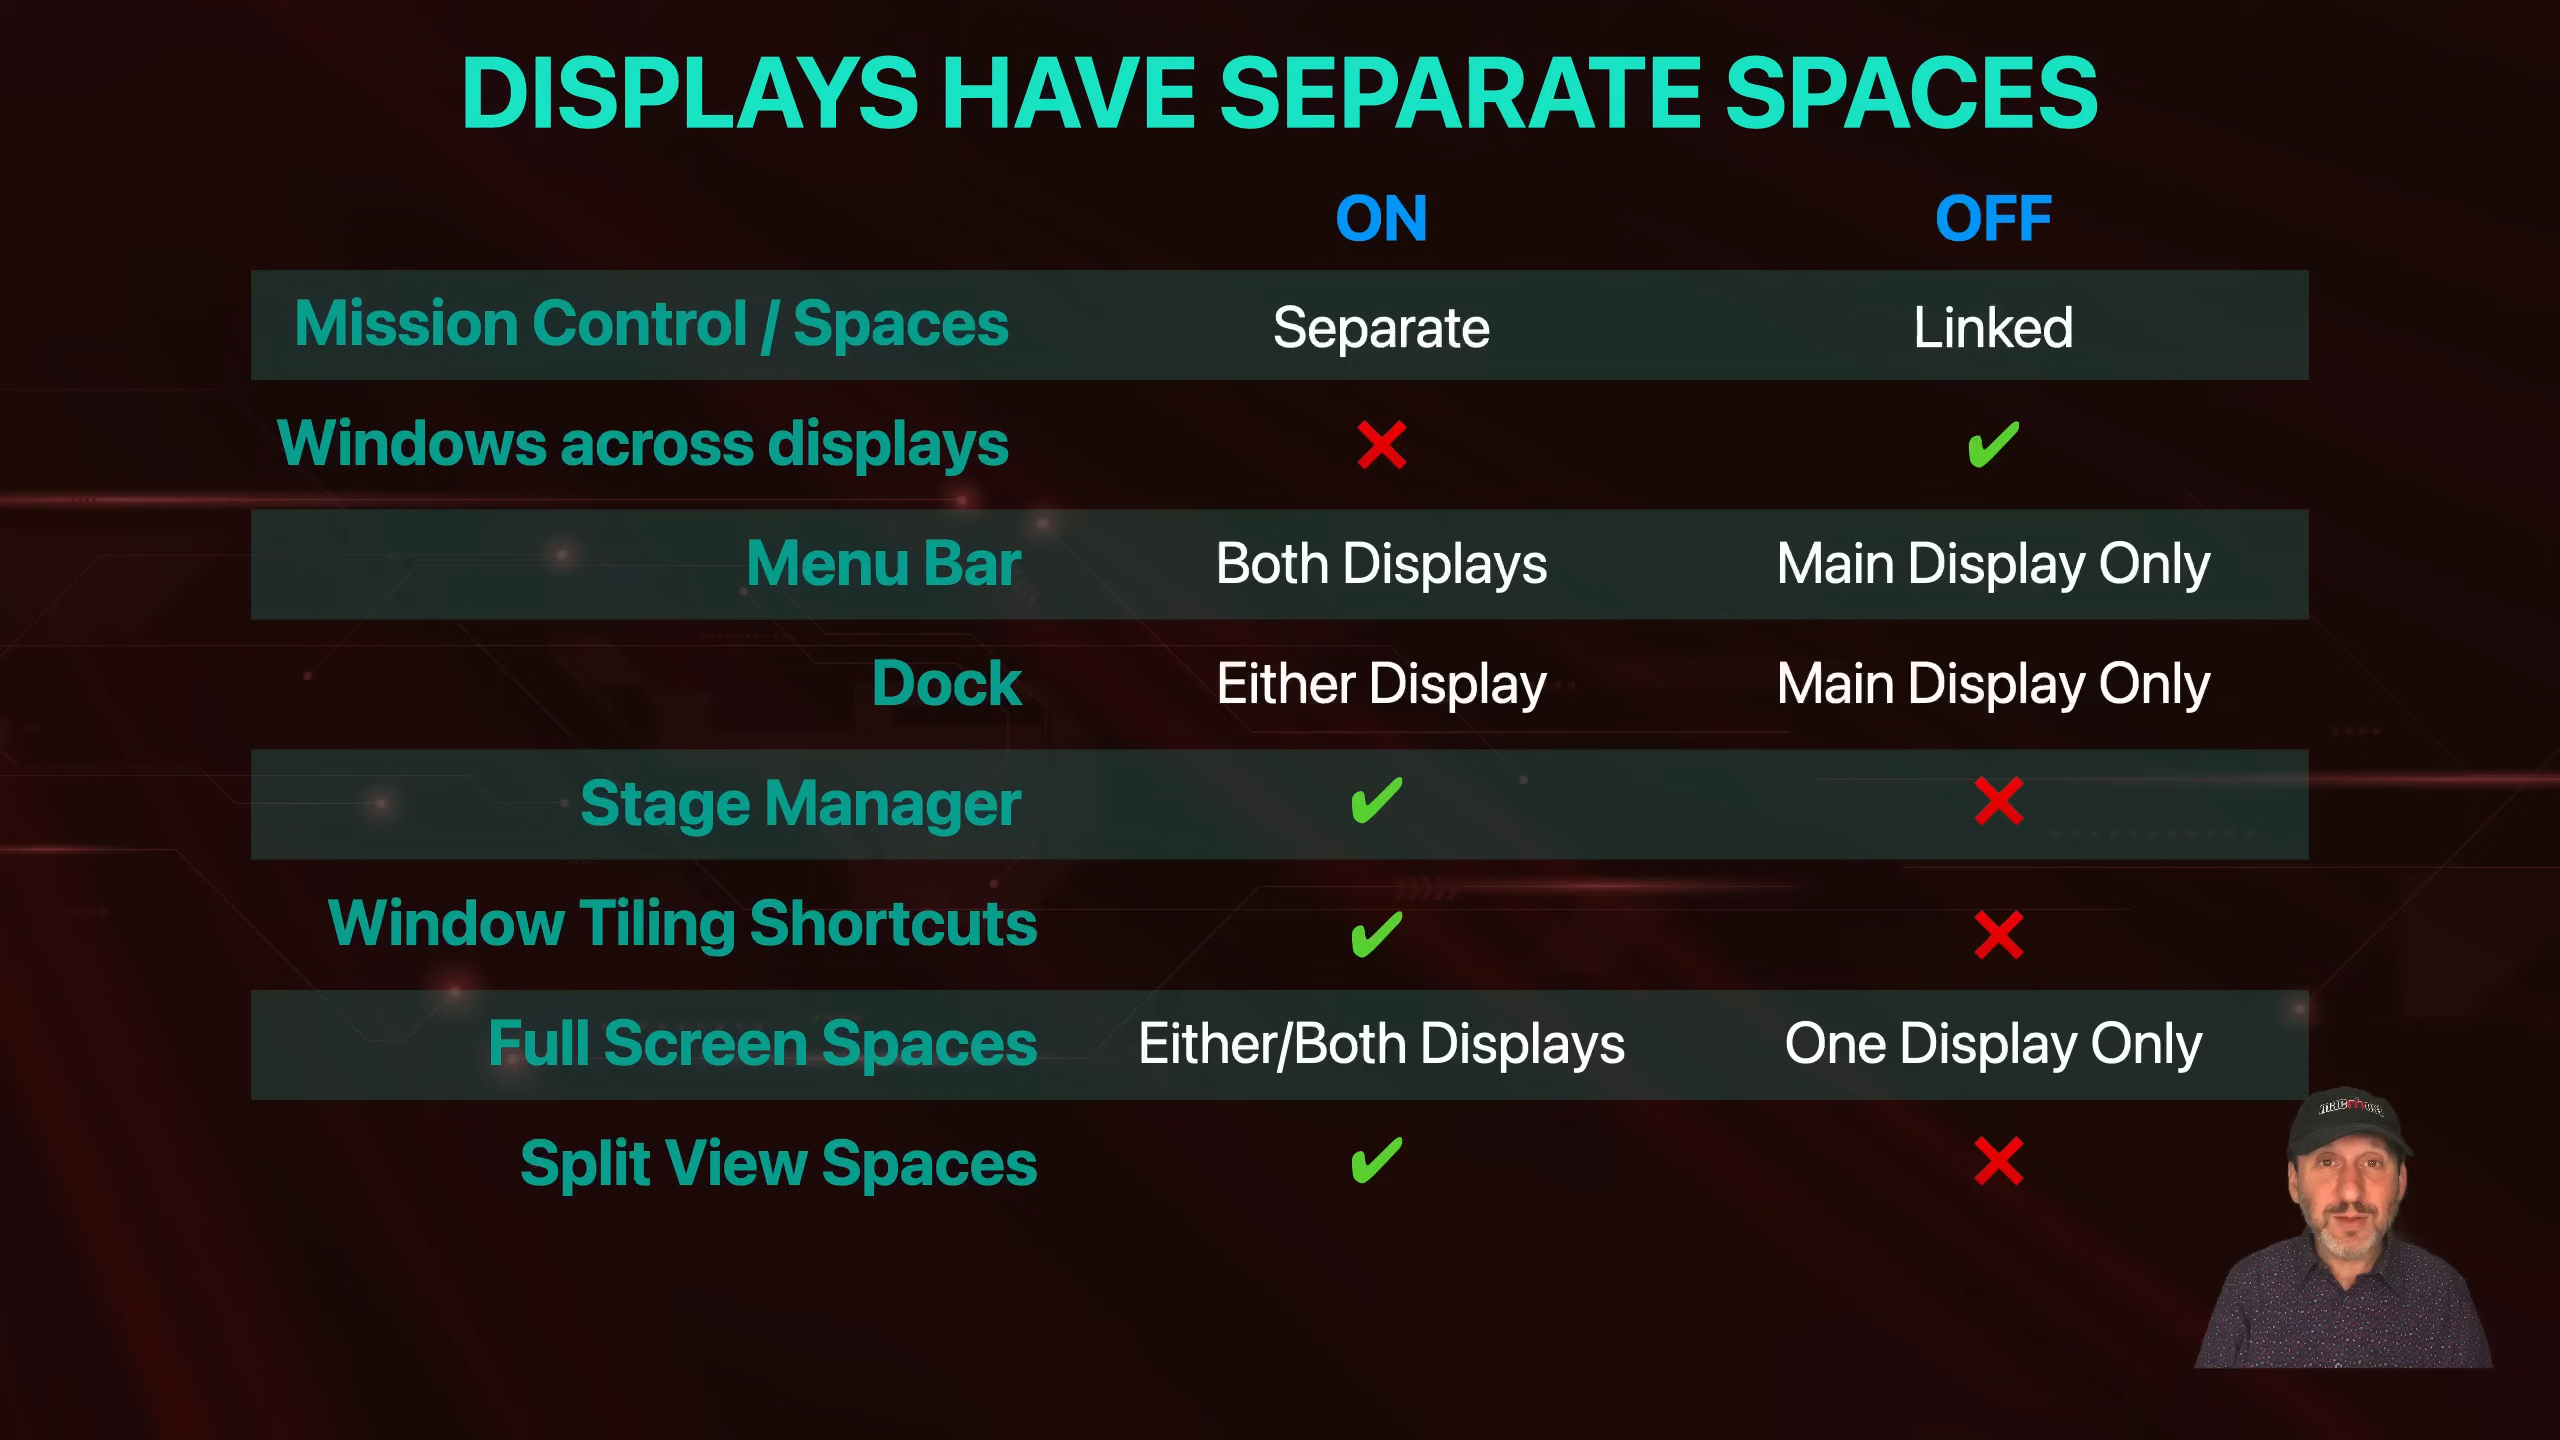 DISPLAYS HAVE SEPARATE SPACES
ON OFF
Mission Control / Spaces Separate Linked
Windows across displays ❌ ✔
Menu Bar Both Displays Main Display Only
Dock Either Display Main Display Only
Stage Manager ✔ ❌
Window Tiling Shortcuts ✔ ❌
Full Screen Spaces Either/Both Displays One Display Only
Split View Spaces ✔ ❌